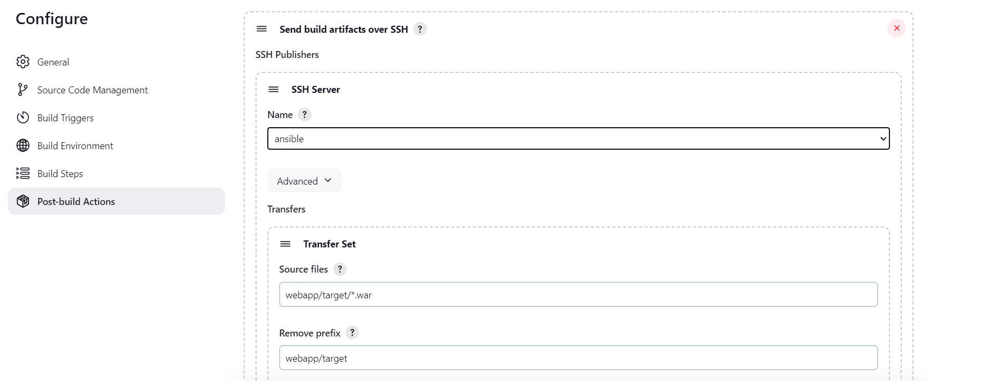 Configure
General
Source Code Management
Build Triggers
Build Environment
Build Steps
Post-build Actions
Send build artifacts over SSH ?
SSH Publishers
SSH Server
Name ?
ansible
Advanced
Transfers
Transfer Set
Source files ?
webapp/target/*.war
Remove prefix ?
webapp/target